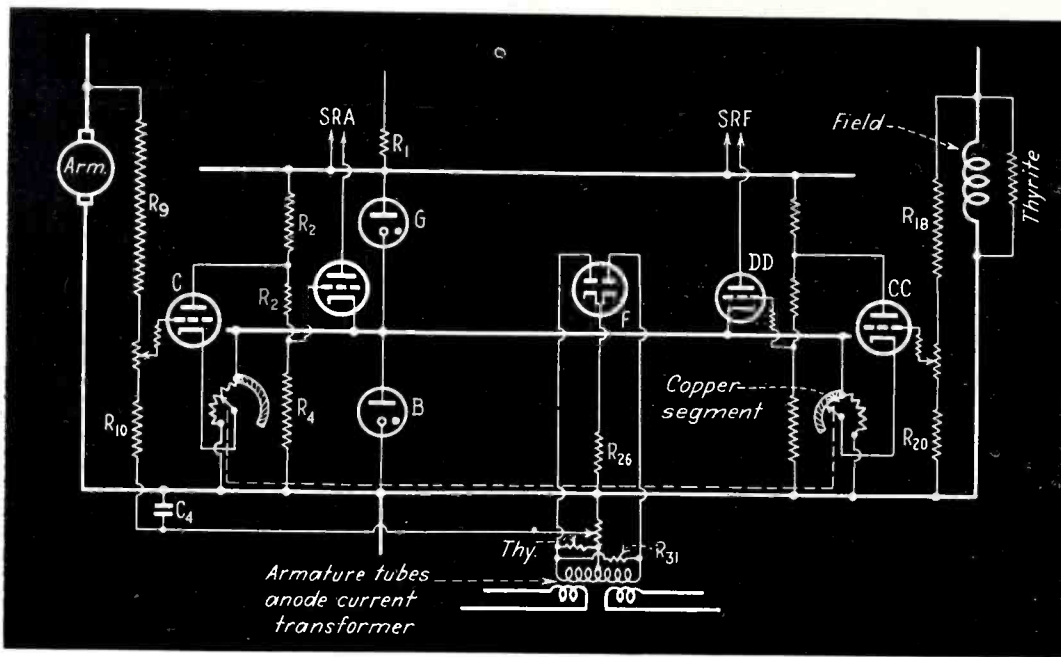 SRA
SRF
R1
Field
Arm.
Thyrite
R9
R2
G
R18
C
R2
F
DD
CC
B
Copper
segment
R10
R4
R26
R20
C4
Thy.
R31
Armature tubes
anode current
transformer